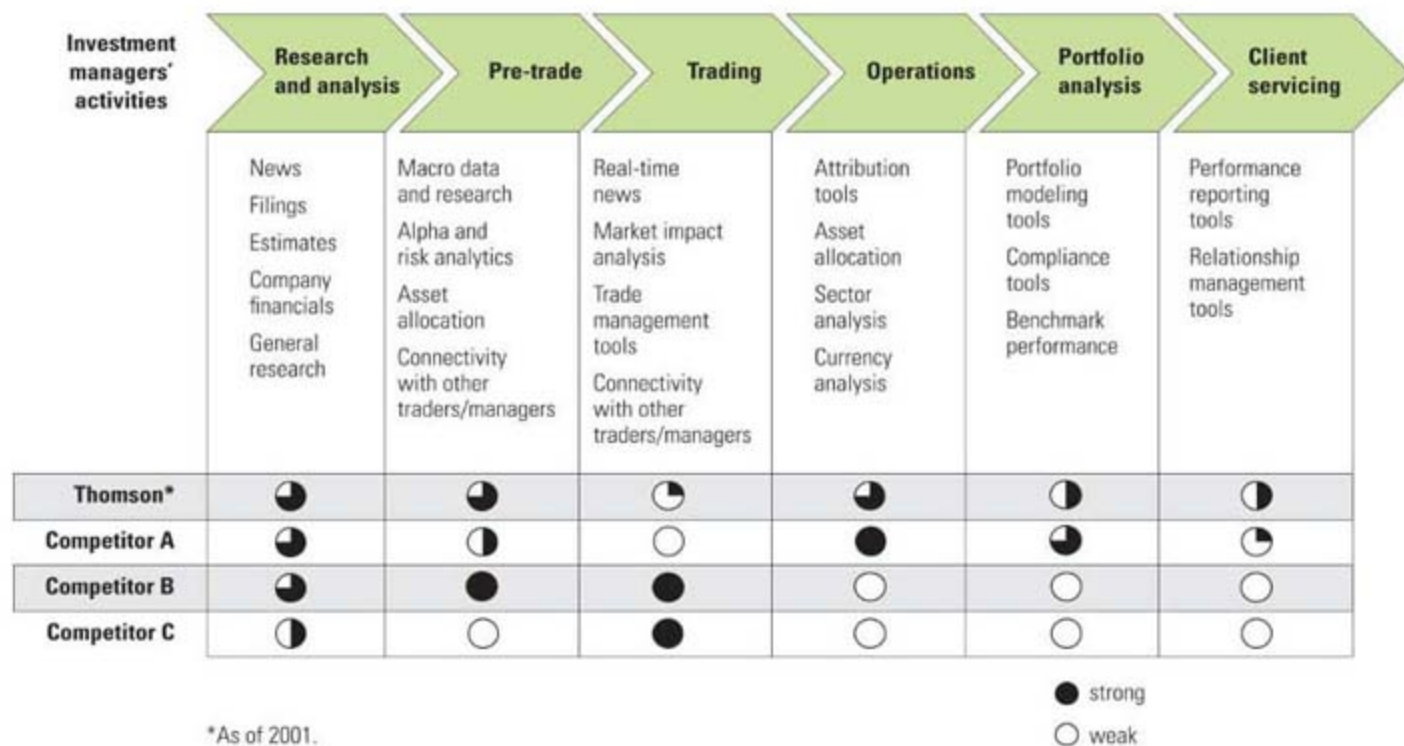 Investment
managers'
activities
Research
and analysis
Pre-trade
Trading
Operations
Portfolio
analysis
Client
servicing
News
Filings
Estimates
Company
financials
General
research
Macro data
and research
Alpha and
risk analytics
Asset
allocation
Connectivity
with other
traders/managers
Real-time
news
Market impact
analysis
Trade
management
tools
Connectivity
with other
traders/managers
Attribution
tools
Asset
allocation
Sector
analysis
Currency
analysis
Portfolio
modeling
tools
Compliance
tools
Benchmark
performance
Performance
reporting
tools
Relationship
management
tools
Thomson*
Competitor A
Competitor B
Competitor C
strong
weak
*As of 2001.